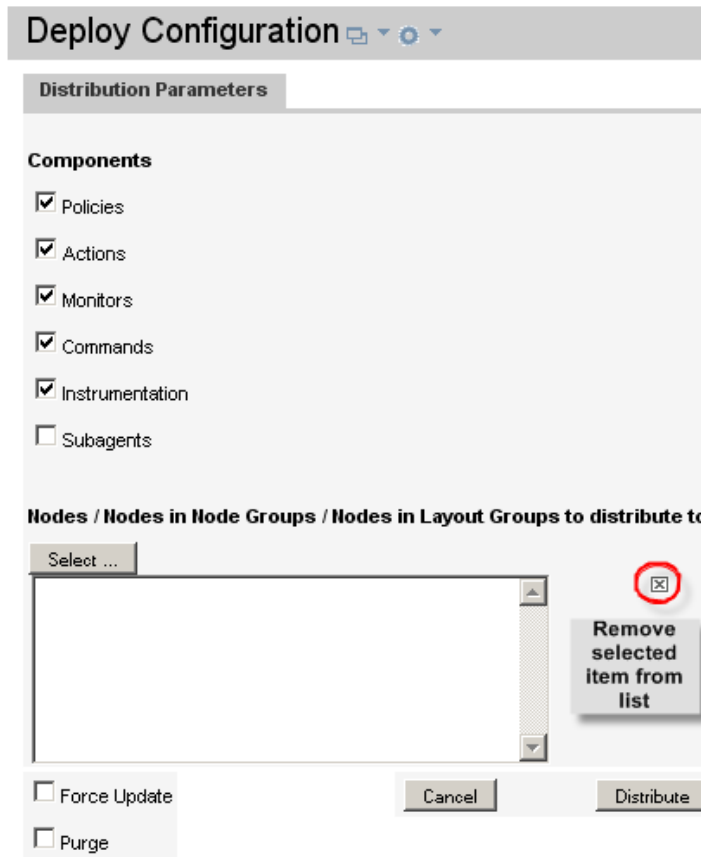 Deploy Configuration
Distribution Parameters
Components
Policies
Actions
Monitors
Commands
Instrumentation
Subagents
Nodes / Nodes in Node Groups / Nodes in Layout Groups to distribute to
Select ...
Remove
selected
item from
list
Force Update
Cancel
Distribute
Purge